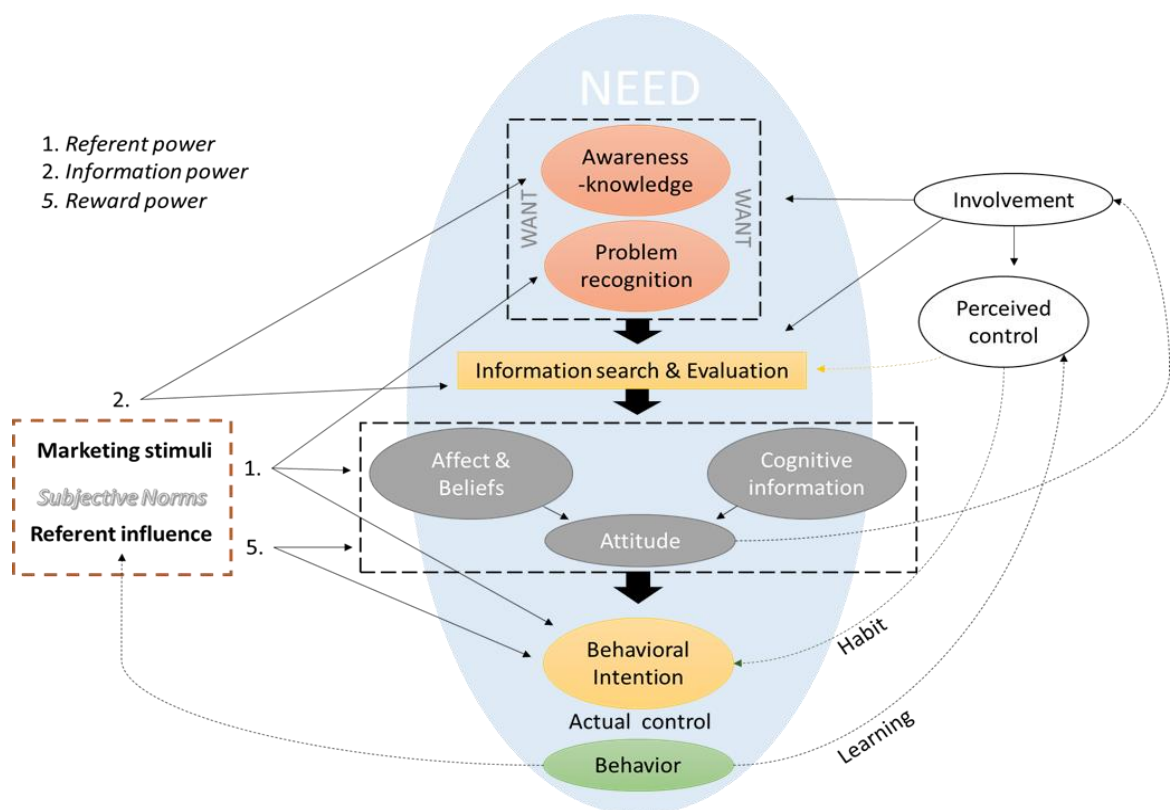 NEED
1. Referent power
2. Information power
5. Reward power
Awareness
-knowledge
WANT
WANT
Problem
recognition
Involvement
Perceived
control
Information search & Evaluation
2.
Marketing stimuli
Subjective Norms
Referent influence
1.
5.
Affect &
Beliefs
Cognitive
information
Attitude
Behavioral
Intention
Habit
Actual control
Learning
Behavior